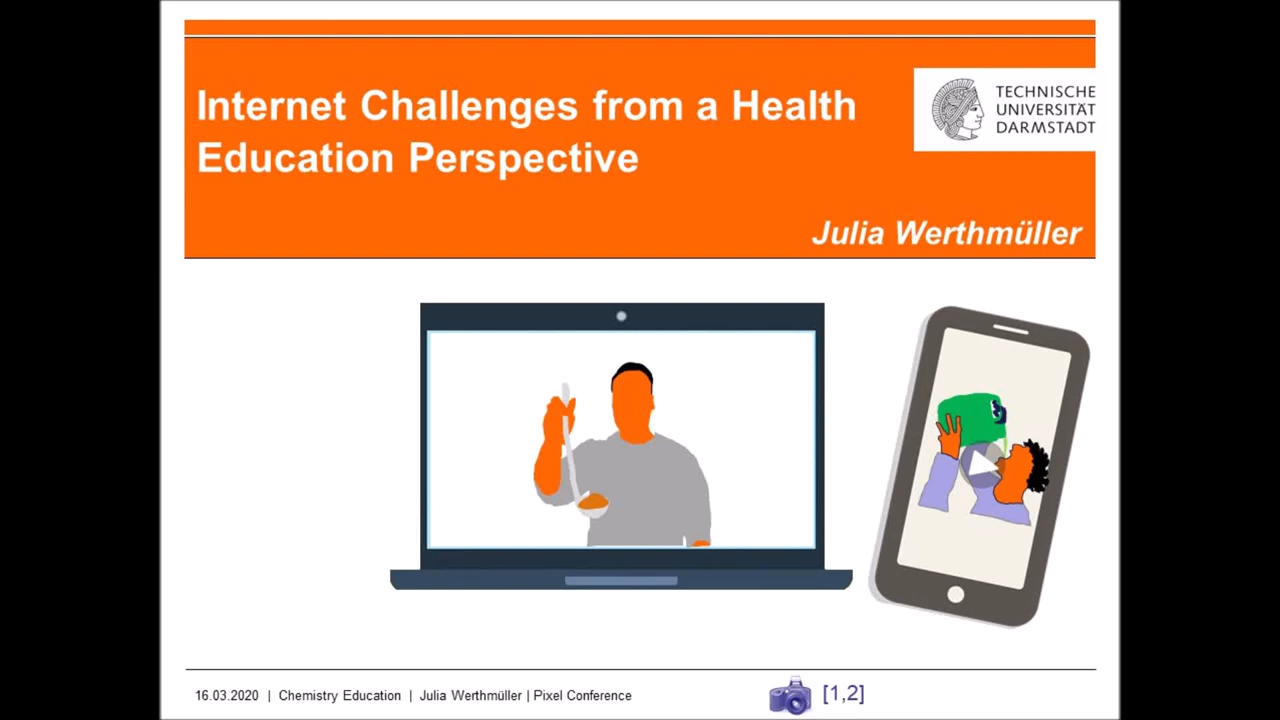 Internet Challenges from a Health
Education Perspective
TECHNISCHE
UNIVERSITÄT
DARMSTADT
Julia Werthmüller
16.03.2020 | Chemistry Education | Julia Werthmüller | Pixel Conference
[1,2]